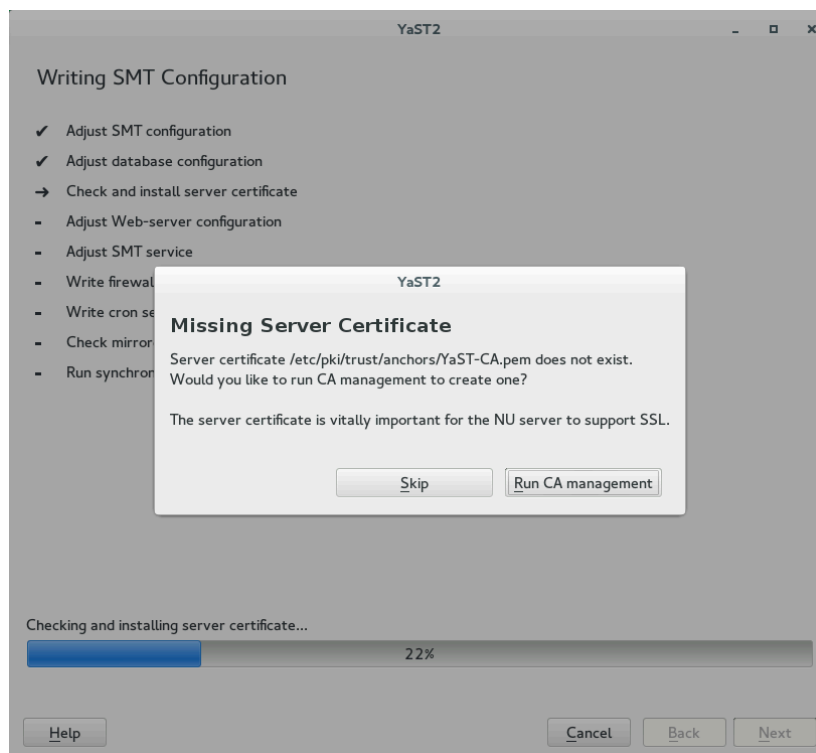 YaST2
Writing SMT Configuration
Adjust SMT configuration
Adjust database configuration
Check and install server certificate
Adjust Web-server configuration
Adjust SMT service
Write firewal
Write cron se
Check mirror
Run synchron
YaST2
Missing Server Certificate
Server certificate /etc/pki/trust/anchors/YaST-CA.pem does not exist.
Would you like to run CA management to create one?
The server certificate is vitally important for the NU server to support SSL.
Skip
Run CA management
Checking and installing server certificate...
22%
Help
Cancel
Back
Next